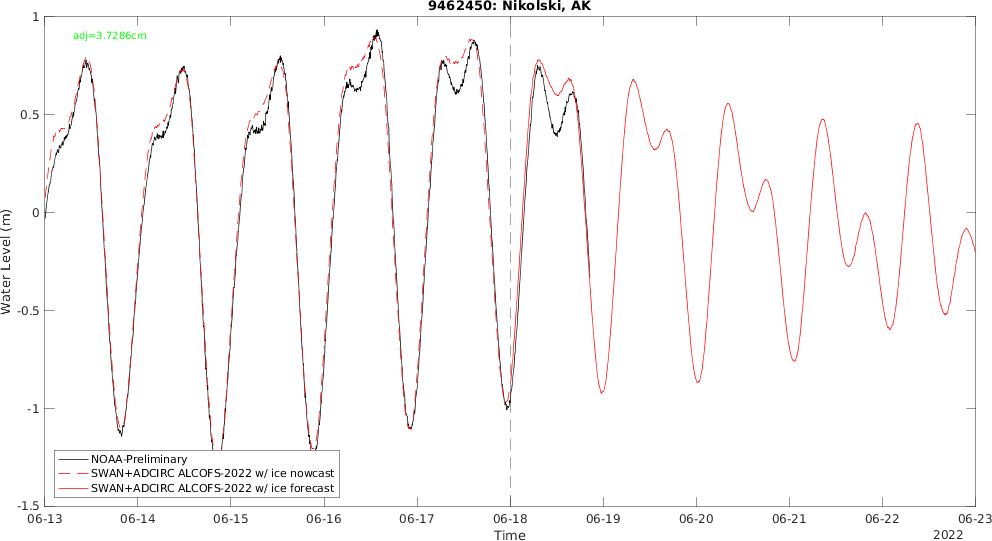 9462450: Nikolski, AK
adj=3.7286cm
1
0.5
0
-0.5
-1
-1.5
Water Level (m)
NOAA-Preliminary
SWAN+ADCIRC ALCOFS-2022 w/ ice nowcast
SWAN+ADCIRC ALCOFS-2022 w/ ice forecast
06-13 06-14 06-15 06-16 06-17 06-18 06-19 06-20 06-21 06-22 06-23
Time
2022